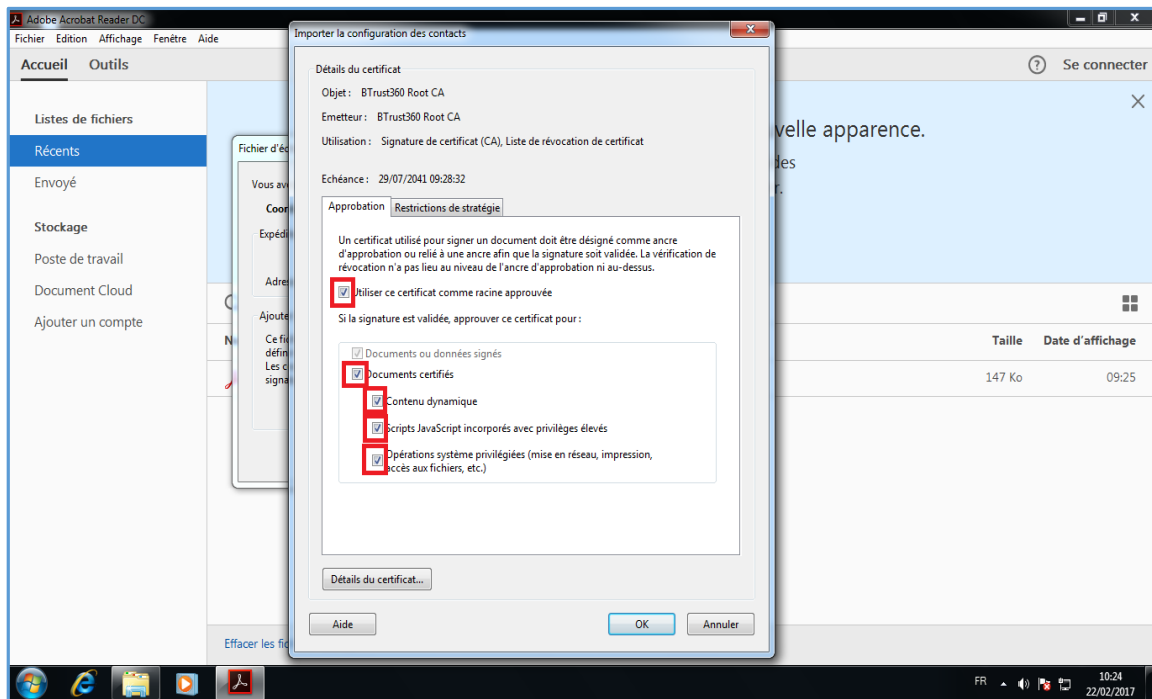 Adobe Acrobat Reader DC
Fichier Edition Affichage Fenêtre Aide
Accueil Outils
Se connecter
Listes de fichiers
Récents
Envoyé
Stockage
Poste de travail
Document Cloud
Ajouter un compte
velle apparence.
des
r.
Taille Date d'affichage
147 Ko 09:25
Effacer les fic
Fichier d'éc
Vous av
Coor
Expédi
Adre
Ajoute
Ce fic
défin
Les c
signa
Importer la configuration des contacts
Détails du certificat
Objet : BTrust360 Root CA
Emetteur : BTrust360 Root CA
Utilisation : Signature de certificat (CA), Liste de révocation de certificat
Echéance : 29/07/2041 09:28:32
Approbation Restrictions de stratégie
Un certificat utilisé pour signer un document doit être désigné comme ancre
d'approbation ou relié à une ancre afin que la signature soit validée. La vérification de
révocation n'a pas lieu au niveau de l'ancre d'approbation ni au-dessus.
Utiliser ce certificat comme racine approuvée
Si la signature est validée, approuver ce certificat pour :
Documents ou données signés
Documents certifiés
Contenu dynamique
Scripts JavaScript incorporés avec privilèges élevés
Opérations système privilégiées (mise en réseau, impression,
accès aux fichiers, etc.)
Détails du certificat...
Aide OK Annuler
FR
10:24
22/02/2017